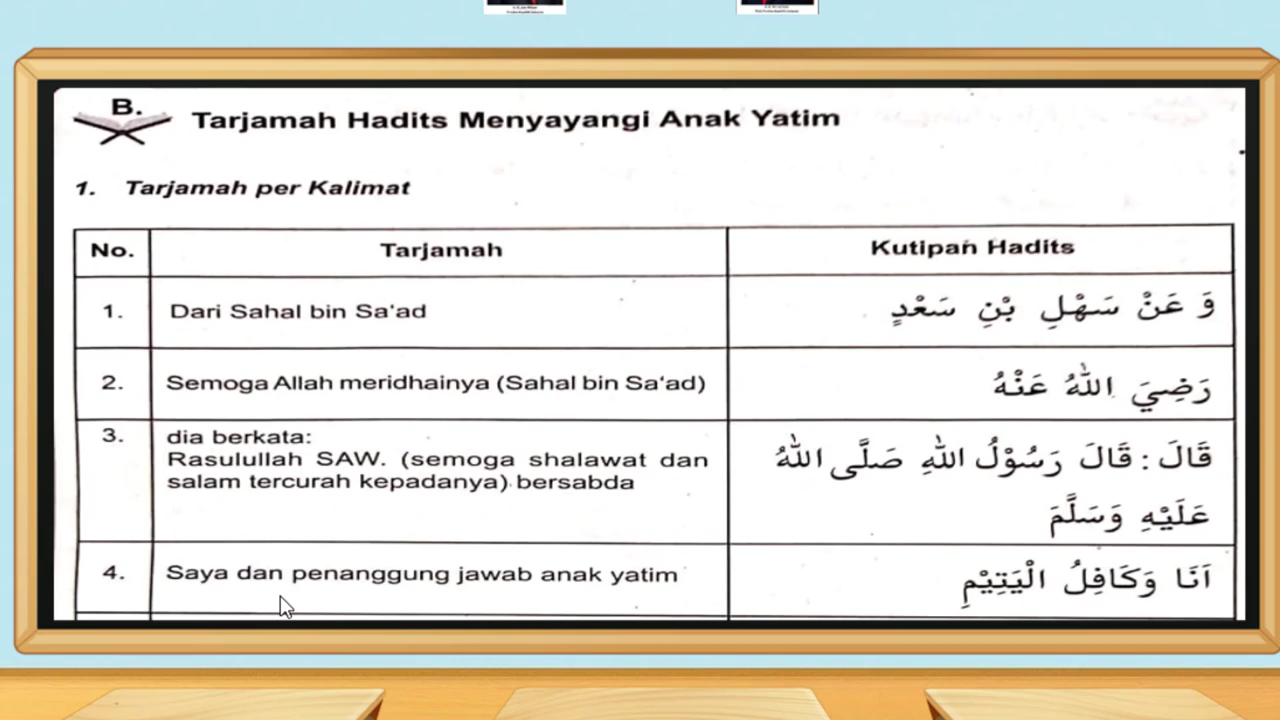 B.
Tarjamah Hadits Menyayangi Anak Yatim
1. Tarjamah per Kalimat
No. Tarjamah Kutipan Hadits
1. Dari Sahal bin Sa'ad وَ عَنْ سَهْلِ بْنِ سَعْدٍ
2. Semoga Allah meridhainya (Sahal bin Sa'ad) رَضِيَ اللّٰهُ عَنْهُ
3. dia berkata:
Rasulullah SAW. (semoga shalawat dan
salam tercurah kepadanya) bersabda
قَالَ : قَالَ رَسُوْلُ اللّٰهِ صَلَّى اللّٰهُ
عَلَيْهِ وَسَلَّمَ
4. Saya dan penanggung jawab anak yatim اَنَا وَكَافِلُ الْيَتِيْمِ